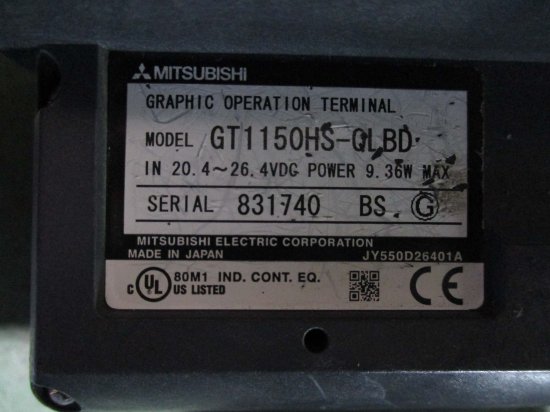 MITSUBISHI
GRAPHIC OPERATION TERMINAL
MODEL GT1150HS-QLBD
IN 20.4～26.4VDC POWER 9.36W MAX
SERIAL 831740 BS G
MITSUBISHI ELECTRIC CORPORATION
MADE IN JAPAN JY550D26401A
C UL US LISTED 80M1 IND. CONT. EQ. CE